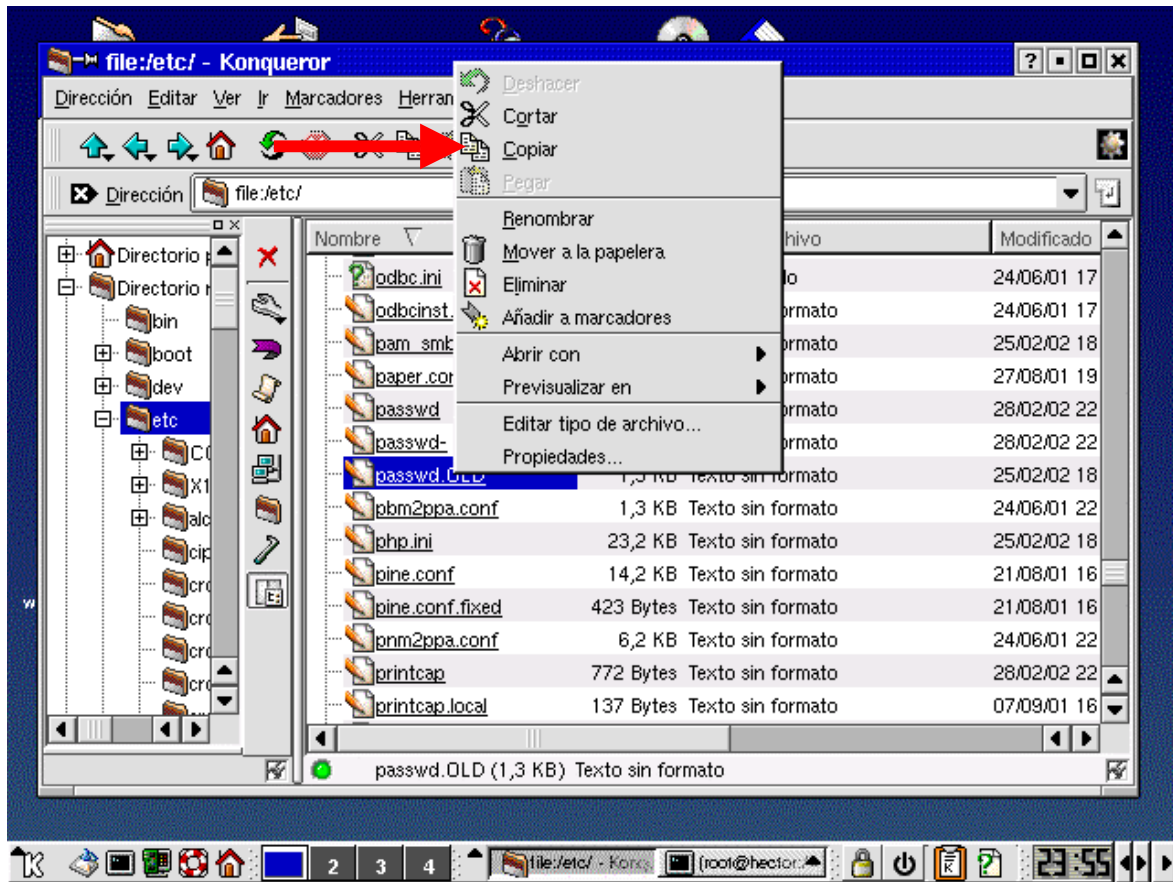 file:/etc/ - Konqueror
Dirección Editar Ver Ir Marcadores
Dirección file:/etc/
Deshacer
Cortar
Copiar
Pegar
Renombrar
Mover a la papelera
Eliminar
Añadir a marcadores
Abrir con
Previsualizar en
Editar tipo de archivo...
Propiedades...
Directorio
Directorio
bin
boot
dev
etc
Nombre Modificado
odbc.ini 24/06/01 17
odbcinst. 24/06/01 17
pam_smb 25/02/02 18
paper.con 27/08/01 19
passwd 28/02/02 22
passwd- 28/02/02 22
passwd.OLD 1,3 KB Texto sin formato 25/02/02 18
pbm2ppa.conf 1,3 KB Texto sin formato 24/06/01 22
php.ini 23,2 KB Texto sin formato 25/02/02 18
pine.conf 14,2 KB Texto sin formato 21/08/01 16
pine.conf.fixed 423 Bytes Texto sin formato 21/08/01 16
pnm2ppa.conf 6,2 KB Texto sin formato 24/06/01 22
printcap 772 Bytes Texto sin formato 28/02/02 22
printcap.local 137 Bytes Texto sin formato 07/09/01 16
passwd.OLD (1,3 KB) Texto sin formato
2 3 4 file:/etc/ - Konq (root@hector: 23:55